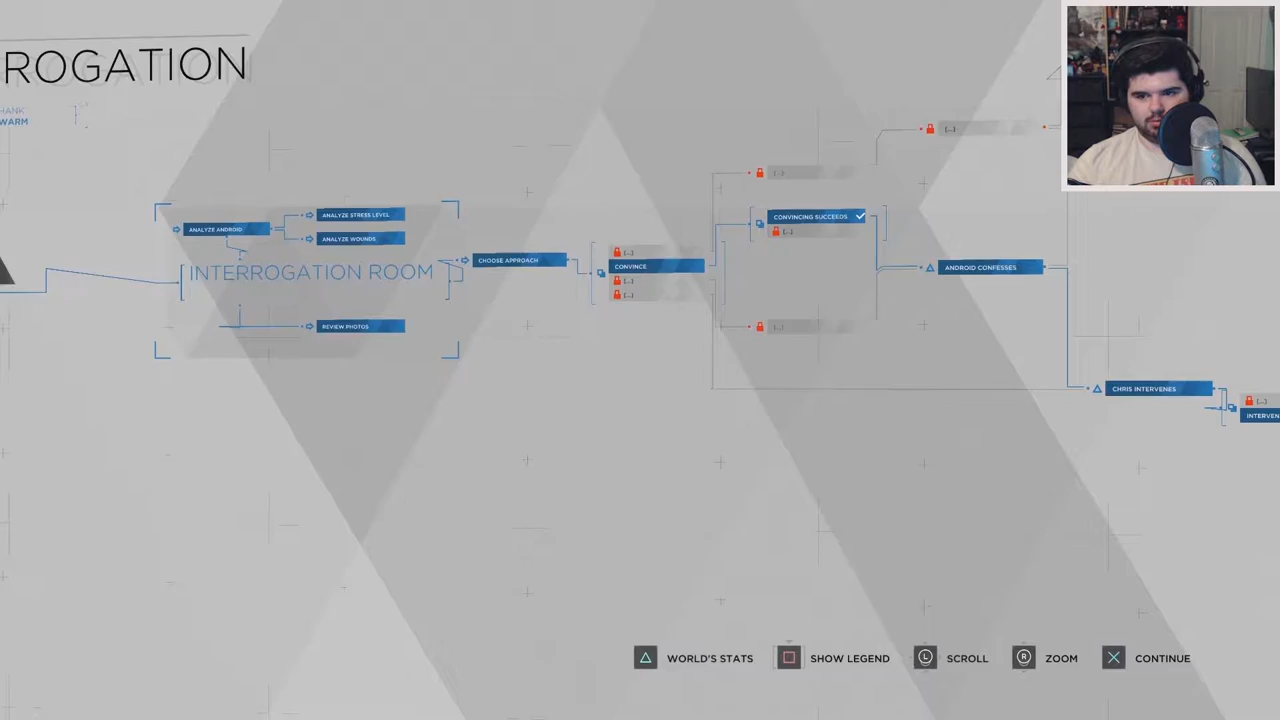 ROGATION
HANK
WARM
ANALYZE STRESS LEVEL
ANALYZE ANDROID
ANALYZE WOUNDS
INTERROGATION ROOM
REVIEW PHOTOS
CHOOSE APPROACH
[...]
CONVINCE
[...]
[...]
[...]
CONVINCING SUCCEEDS
[...]
[...]
[...]
ANDROID CONFESSES
CHRIS INTERVENES
[...]
INTERVEN
WORLD'S STATS
SHOW LEGEND
L
SCROLL
R
ZOOM
CONTINUE